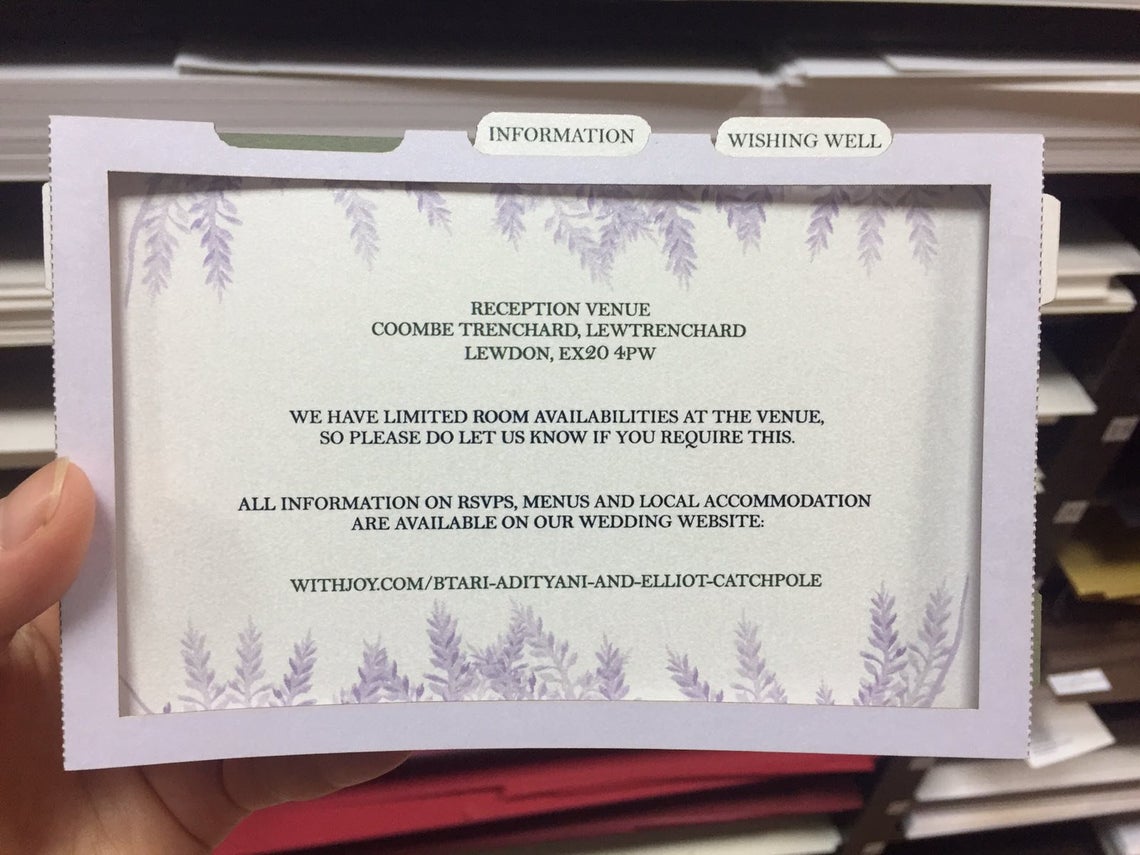 INFORMATION
WISHING WELL
RECEPTION VENUE
COOMBE TRENCHARD, LEWTRENCHARD
LEWDON, EX20 4PW
WE HAVE LIMITED ROOM AVAILABILITIES AT THE VENUE,
SO PLEASE DO LET US KNOW IF YOU REQUIRE THIS.
ALL INFORMATION ON RSVPS, MENUS AND LOCAL ACCOMMODATION
ARE AVAILABLE ON OUR WEDDING WEBSITE:
WITHJOY.COM/BTARI-ADITYANI-AND-ELLIOT-CATCHPOLE